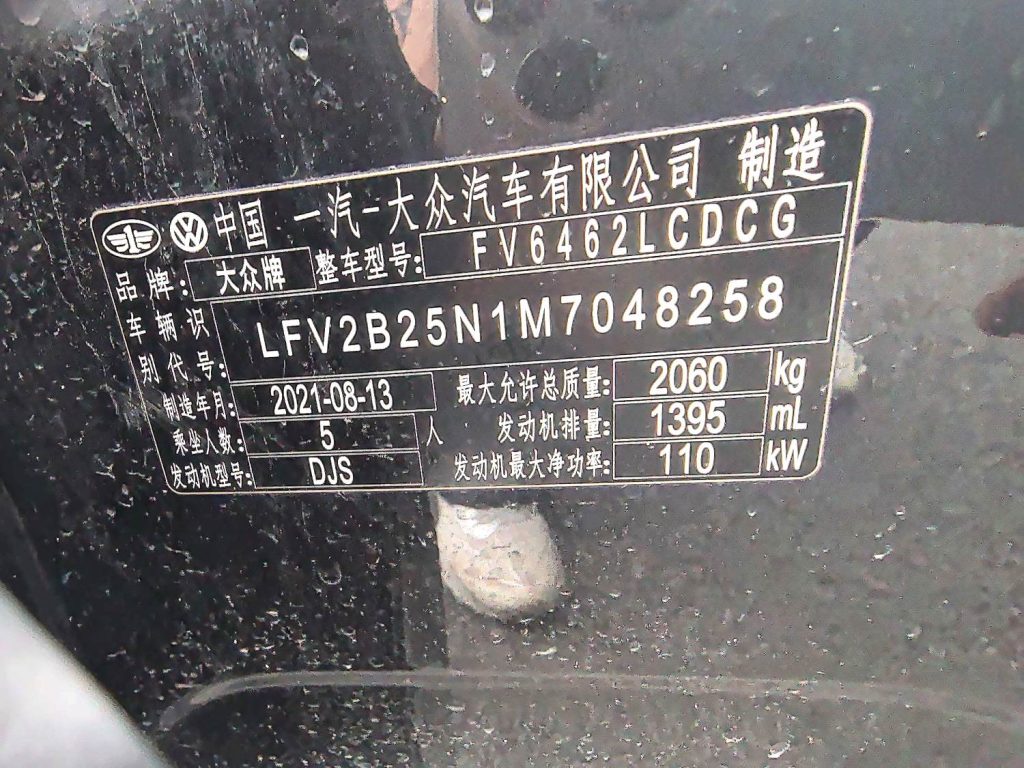 中国 一汽-大众汽车有限公司 制造
品牌: 大众牌 整车型号: FV6462LCDCG
车辆识别代号: LFV2B25N1M7048258
制造年月: 2021-08-13 最大允许总质量: 2060 kg
乘坐人数: 5 人 发动机排量: 1395 mL
发动机型号: DJS 发动机最大净功率: 110 kW